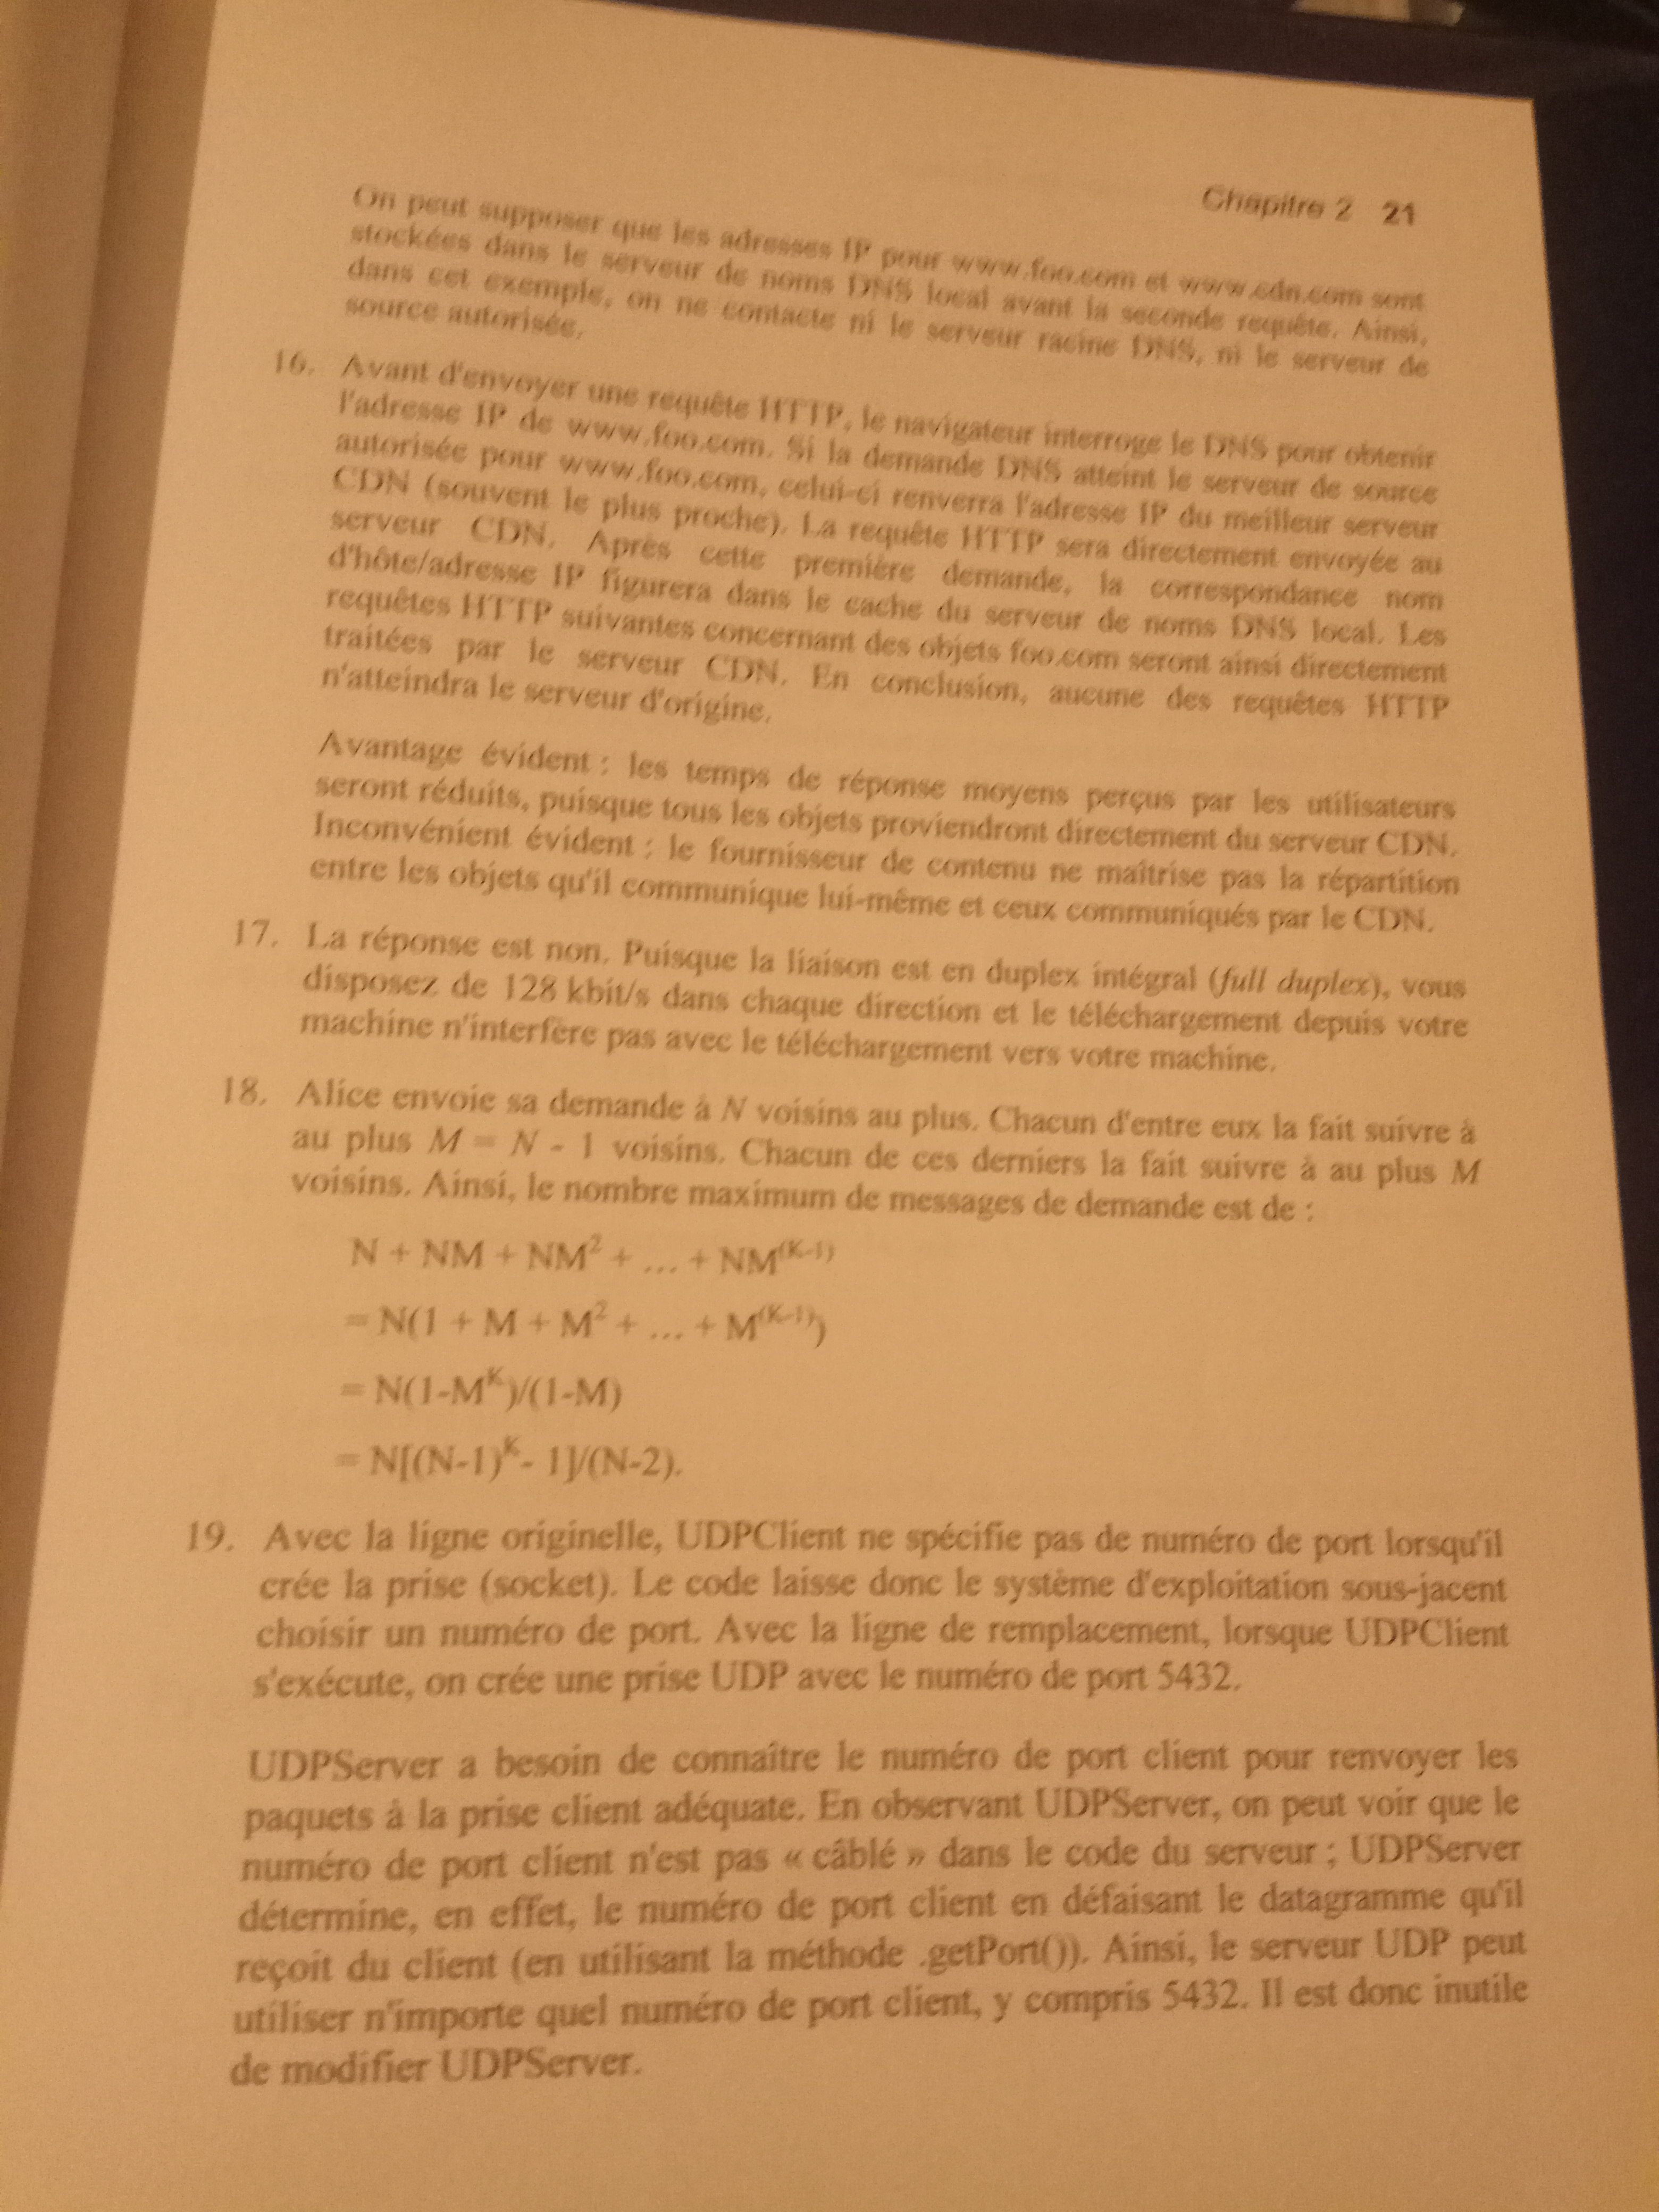 Chapitre 2 21
On peut supposer que les adresses IP pour www.foo.com et www.cdn.com sont
stockées dans le serveur de noms DNS local avant la seconde requête. Ainsi,
dans cet exemple, on ne contacte ni le serveur racine DNS, ni le serveur de
source autorisée.
16. Avant d'envoyer une requête HTTP, le navigateur interroge le DNS pour obtenir
l'adresse IP de www.foo.com. Si la demande DNS atteint le serveur de source
autorisée pour www.foo.com, celui-ci renverra l'adresse IP du meilleur serveur
CDN (souvent le plus proche). La requête HTTP sera directement envoyée au
serveur CDN. Après cette première demande, la correspondance nom
d'hôte/adresse IP figurera dans le cache du serveur de noms DNS local. Les
requêtes HTTP suivantes concernant des objets foo.com seront ainsi directement
traitées par le serveur CDN. En conclusion, aucune des requêtes HTTP
n'atteindra le serveur d'origine.
Avantage évident : les temps de réponse moyens perçus par les utilisateurs
seront réduits, puisque tous les objets proviendront directement du serveur CDN.
Inconvénient évident : le fournisseur de contenu ne maîtrise pas la répartition
entre les objets qu'il communique lui-même et ceux communiqués par le CDN.
17. La réponse est non. Puisque la liaison est en duplex intégral (full duplex), vous
disposez de 128 kbit/s dans chaque direction et le téléchargement depuis votre
machine n'interfère pas avec le téléchargement vers votre machine.
18. Alice envoie sa demande à N voisins au plus. Chacun d'entre eux la fait suivre à
au plus M = N - 1 voisins. Chacun de ces derniers la fait suivre à au plus M
voisins. Ainsi, le nombre maximum de messages de demande est de :
N + NM + NM² + ... + NM^(K-1)
= N(1 + M + M² + ... + M^(K-1))
= N(1-M^K)/(1-M)
= N[(N-1)^K - 1]/(N-2).
19. Avec la ligne originelle, UDPClient ne spécifie pas de numéro de port lorsqu'il
crée la prise (socket). Le code laisse donc le système d'exploitation sous-jacent
choisir un numéro de port. Avec la ligne de remplacement, lorsque UDPClient
s'exécute, on crée une prise UDP avec le numéro de port 5432.
UDPServer a besoin de connaître le numéro de port client pour renvoyer les
paquets à la prise client adéquate. En observant UDPServer, on peut voir que le
numéro de port client n'est pas « câblé » dans le code du serveur ; UDPServer
détermine, en effet, le numéro de port client en défaisant le datagramme qu'il
reçoit du client (en utilisant la méthode .getPort()). Ainsi, le serveur UDP peut
utiliser n'importe quel numéro de port client, y compris 5432. Il est donc inutile
de modifier UDPServer.